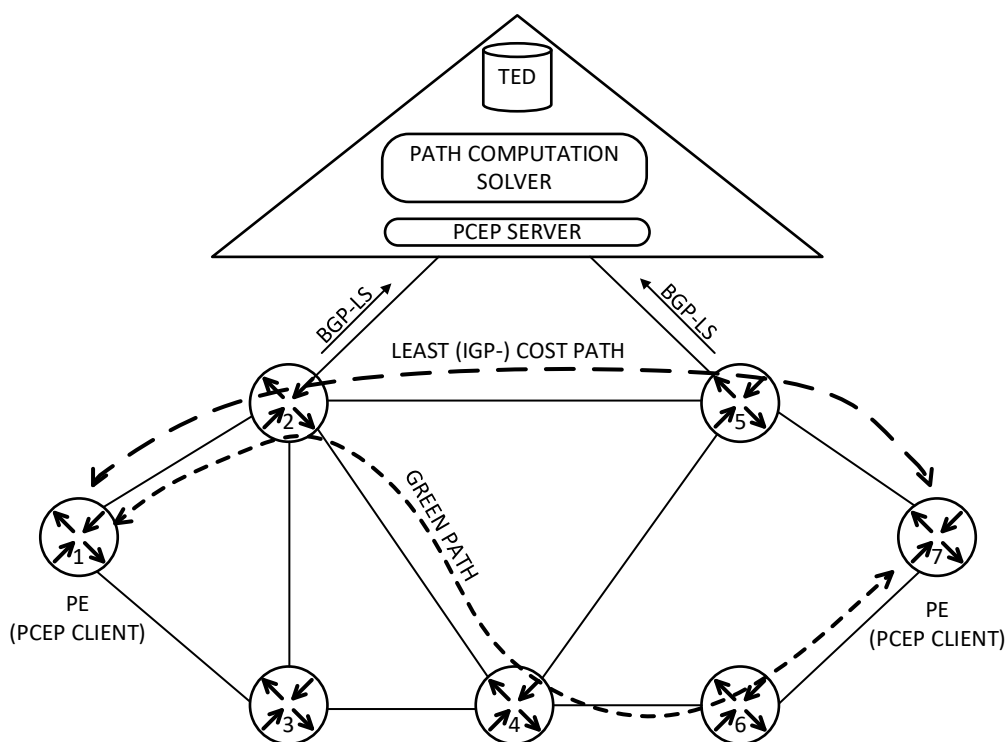 TED
PATH COMPUTATION
SOLVER
PCEP SERVER
BGP-LS
BGP-LS
LEAST (IGP-) COST PATH
2
5
GREEN PATH
1
7
PE
(PCEP CLIENT)
PE
(PCEP CLIENT)
3
4
6